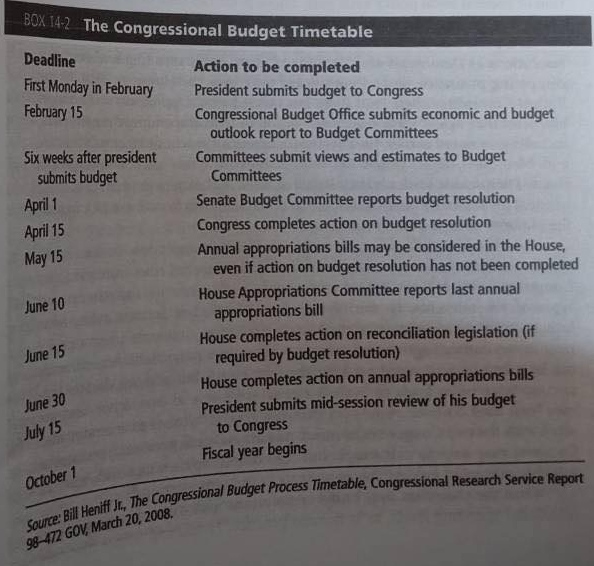 BOX 14-2 The Congressional Budget Timetable
Deadline Action to be completed
First Monday in February President submits budget to Congress
February 15 Congressional Budget Office submits economic and budget
outlook report to Budget Committees
Six weeks after president Committees submit views and estimates to Budget
submits budget Committees
April 1 Senate Budget Committee reports budget resolution
April 15 Congress completes action on budget resolution
May 15 Annual appropriations bills may be considered in the House,
even if action on budget resolution has not been completed
June 10 House Appropriations Committee reports last annual
appropriations bill
June 15 House completes action on reconciliation legislation (if
required by budget resolution)
June 30 House completes action on annual appropriations bills
July 15 President submits mid-session review of his budget
to Congress
October 1 Fiscal year begins
Source: Bill Heniff Jr., The Congressional Budget Process Timetable, Congressional Research Service Report
98–472 GOV, March 20, 2008.